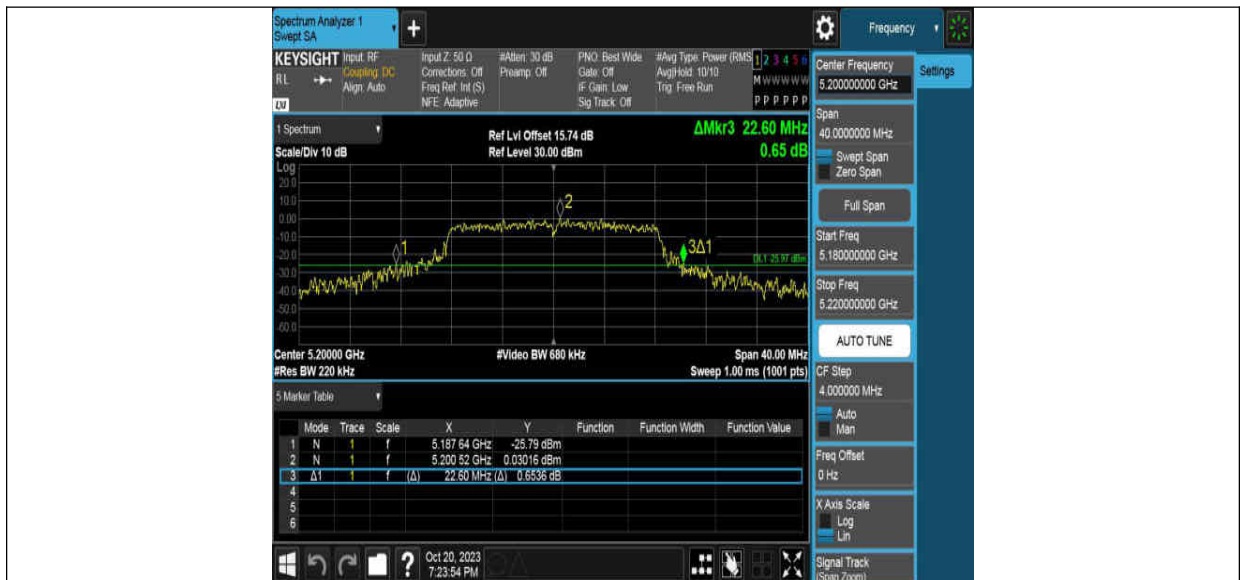 Spectrum Analyzer 1
Swept SA
+
Frequency
KEYSIGHT
RL
Input: RF
Coupling: DC
Align: Auto
Input Z: 50 Ω
Corrections: Off
Freq Ref: Int (S)
NFE: Adaptive
#Atten: 30 dB
Preamp: Off
PNO: Best Wide
Gate: Off
IF Gain: Low
Sig Track: Off
#Avg Type: Power (RMS
Avg|Hold: 10/10
Trig: Free Run
1 2 3 4 5 6
M W W W W W
P P P P P P
1 Spectrum
Scale/Div 10 dB
Ref Lvl Offset 15.74 dB
Ref Level 30.00 dBm
ΔMkr3 22.60 MHz
0.65 dB
Log
20.0
10.0
0.00
-10.0
-20.0
-30.0
-40.0
-50.0
-60.0
1
2
3Δ1
DL1 -25.97 dBm
Center 5.20000 GHz
#Res BW 220 kHz
#Video BW 680 kHz
Span 40.00 MHz
Sweep 1.00 ms (1001 pts)
5 Marker Table
Mode Trace Scale X Y Function Function Width Function Value
1 N 1 f 5.187 64 GHz -25.79 dBm
2 N 1 f 5.200 52 GHz 0.03016 dBm
3 Δ1 1 f (Δ) 22.60 MHz (Δ) 0.6536 dB
4
5
6
Center Frequency
5.200000000 GHz
Settings
Span
40.0000000 MHz
Swept Span
Zero Span
Full Span
Start Freq
5.180000000 GHz
Stop Freq
5.220000000 GHz
AUTO TUNE
CF Step
4.000000 MHz
Auto
Man
Freq Offset
0 Hz
X Axis Scale
Log
Lin
Signal Track
(Span Zoom)
?
Oct 20, 2023
7:23:54 PM